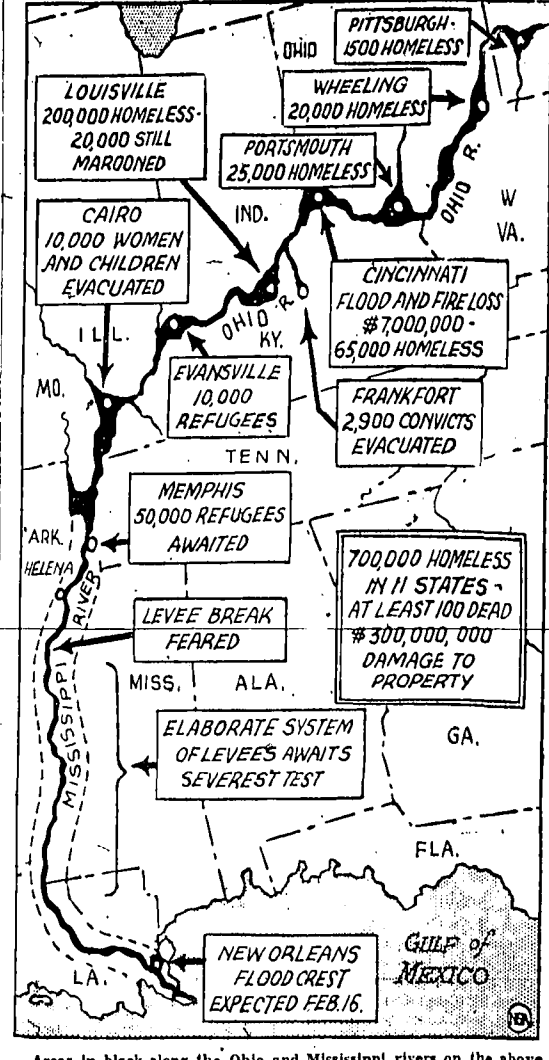 PITTSBURGH-
1500 HOMELESS
OHIO
WHEELING
20,000 HOMELESS
LOUISVILLE
200,000 HOMELESS-
20,000 STILL
MAROONED
PORTSMOUTH
25,000 HOMELESS
OHIO R.
W
VA.
IND.
CAIRO
10,000 WOMEN
AND CHILDREN
EVACUATED
CINCINNATI
FLOOD AND FIRE LOSS
$7,000,000-
65,000 HOMELESS
OHIO R.
KY.
ILL.
EVANSVILLE
10,000
REFUGEES
FRANKFORT
2,900 CONVICTS
EVACUATED
MO.
TENN.
MEMPHIS
50,000 REFUGEES
AWAITED
ARK.
HELENA
700,000 HOMELESS
IN 11 STATES -
AT LEAST 100 DEAD
$300,000,000
DAMAGE TO
PROPERTY
LEVEE BREAK
FEARED
MISSISSIPPI RIVER
MISS.
ALA.
GA.
ELABORATE SYSTEM
OF LEVEES AWAITS
SEVEREST TEST
FLA.
NEW ORLEANS
FLOOD CREST
EXPECTED FEB. 16.
LA.
GULF of
MEXICO
NEA
Areas in black along the Ohio and Mississippi rivers on the above